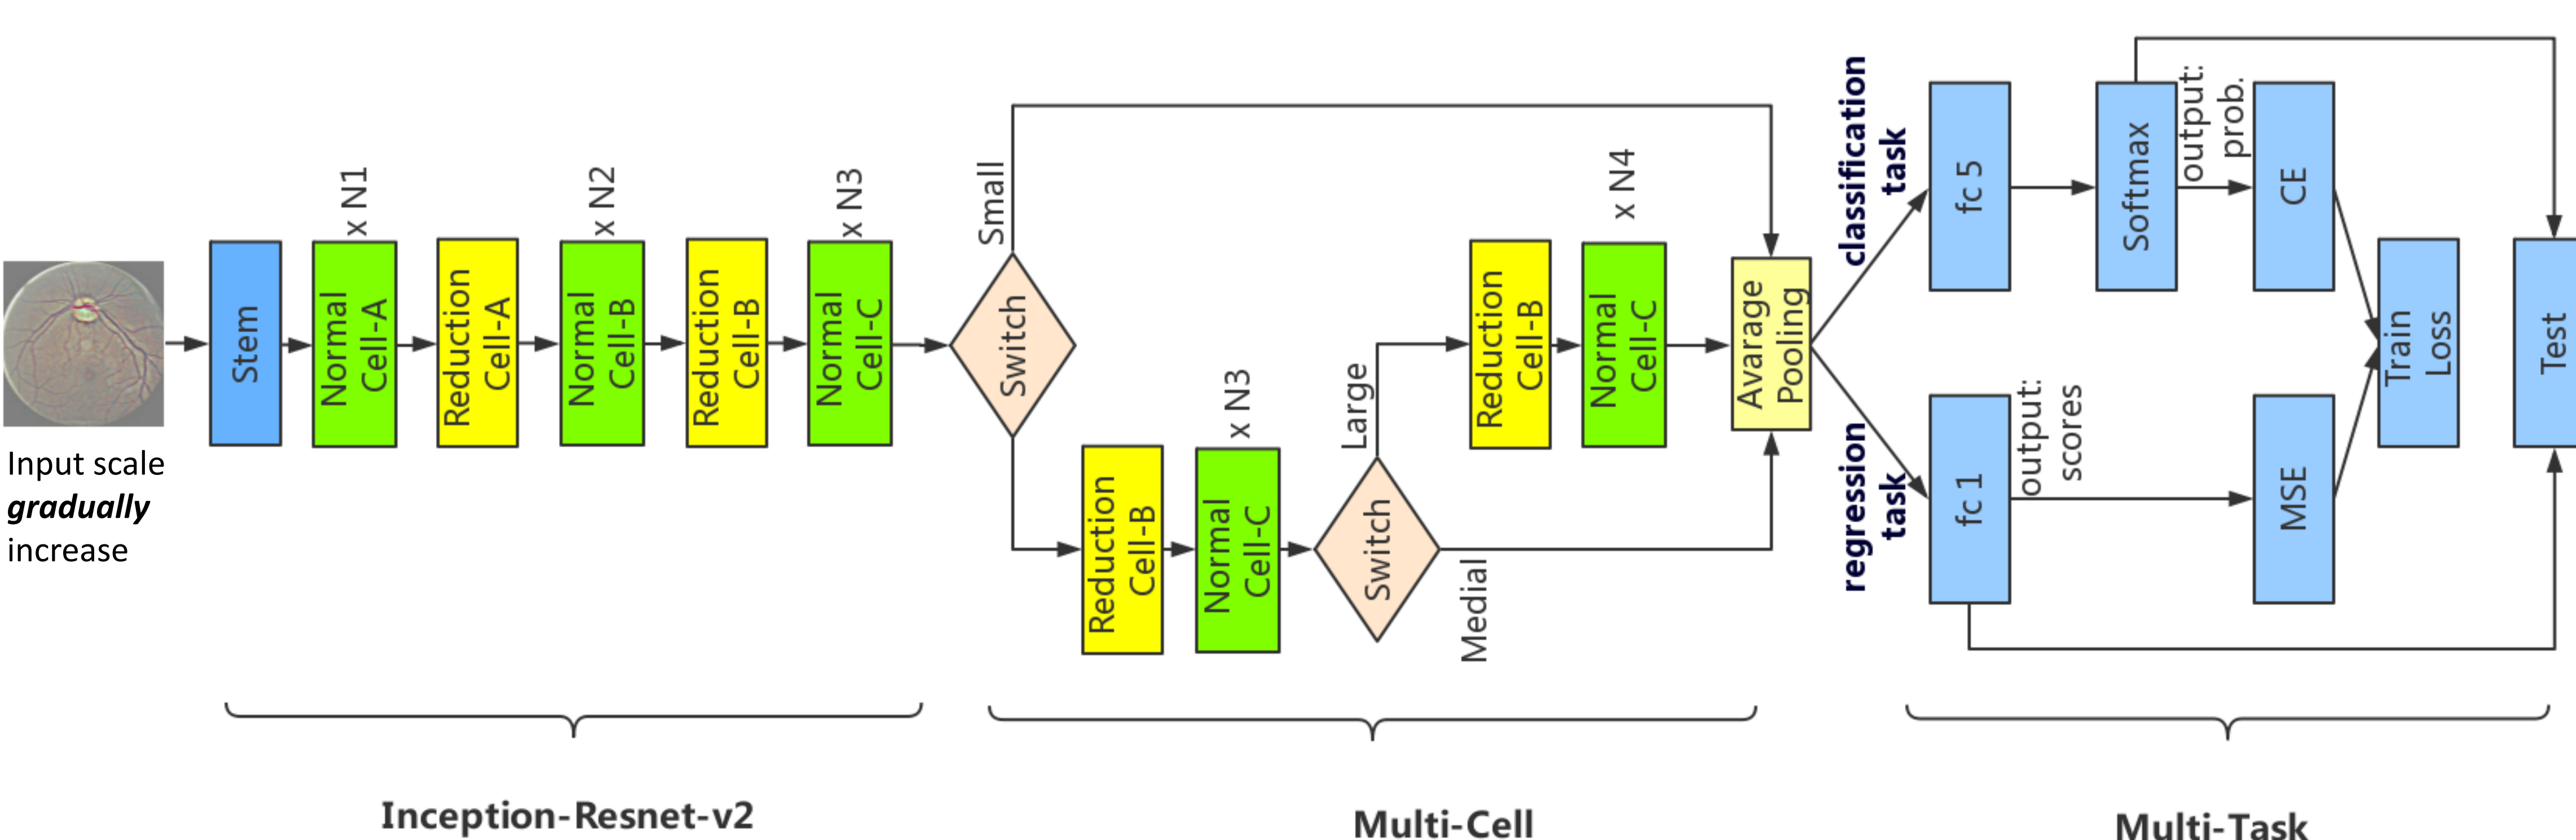 Input scale
gradually
increase
Stem
Normal
Cell-A
x N1
Reduction
Cell-A
Normal
Cell-B
x N2
Reduction
Cell-B
Normal
Cell-C
x N3
Switch
Small
Reduction
Cell-B
Normal
Cell-C
x N3
Switch
Large
Medial
Reduction
Cell-B
Normal
Cell-C
x N4
Avarage
Pooling
classification
task
regression
task
fc 5
Softmax
output:
prob.
CE
fc 1
output:
scores
MSE
Train
Loss
Test
Inception-Resnet-v2
Multi-Cell
Multi-Task